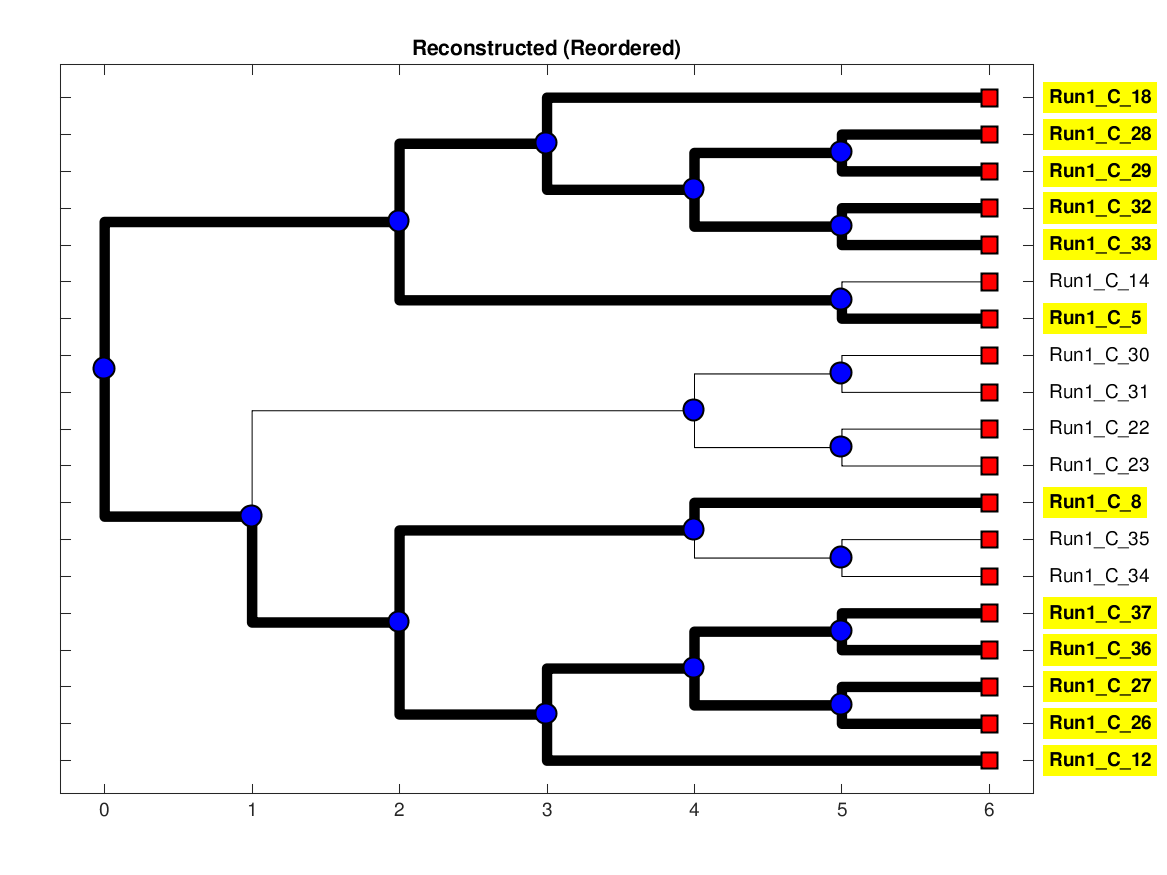 Reconstructed (Reordered)
Run1_C_18
Run1_C_28
Run1_C_29
Run1_C_32
Run1_C_33
Run1_C_14
Run1_C_5
Run1_C_30
Run1_C_31
Run1_C_22
Run1_C_23
Run1_C_8
Run1_C_35
Run1_C_34
Run1_C_37
Run1_C_36
Run1_C_27
Run1_C_26
Run1_C_12
0 1 2 3 4 5 6